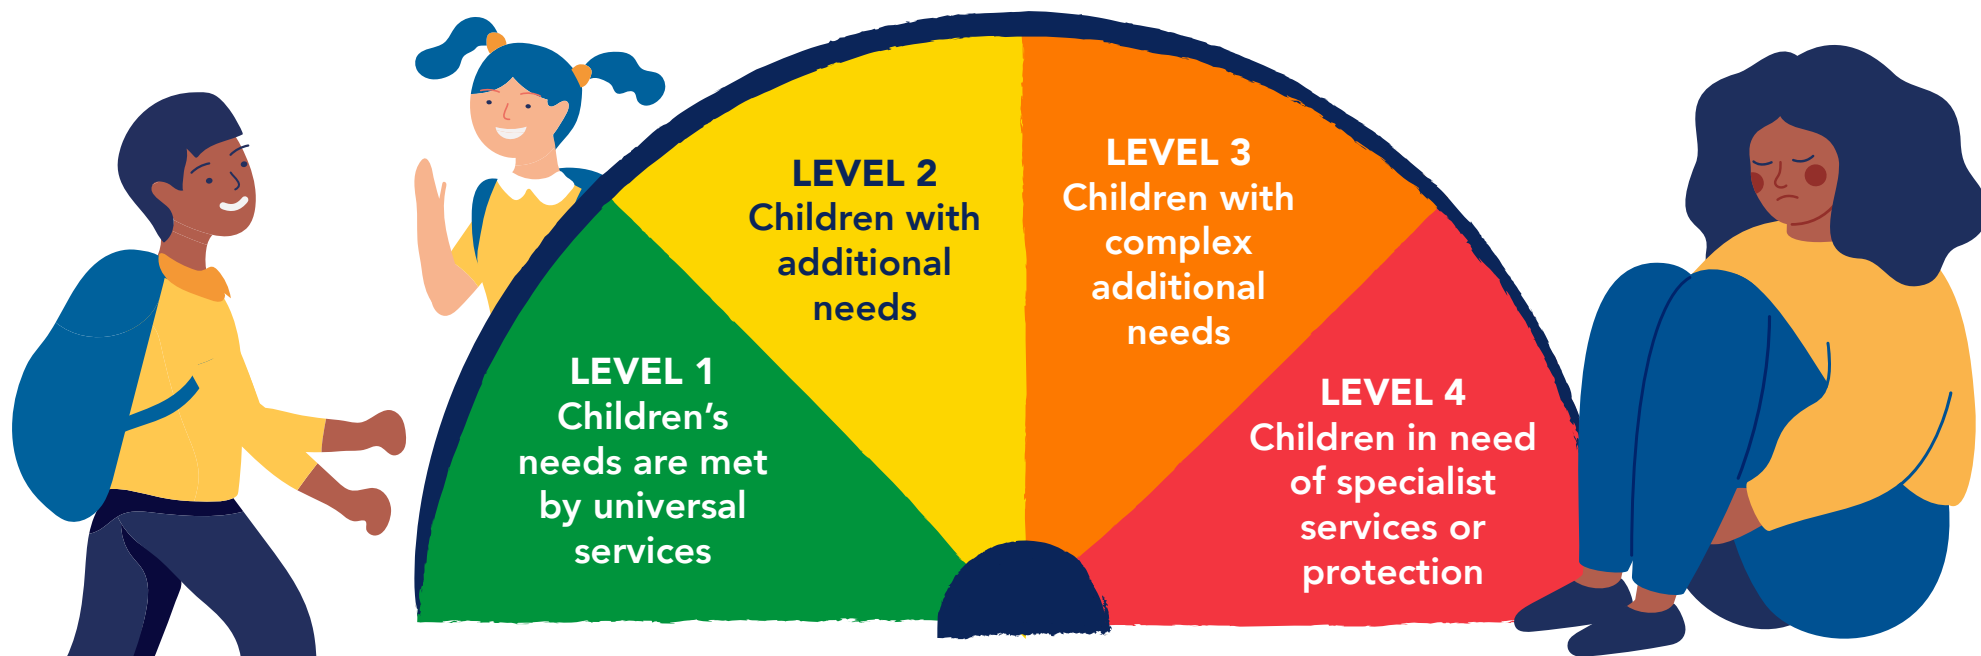 LEVEL 1
Children’s
needs are met
by universal
services
LEVEL 2
Children with
additional
needs
LEVEL 3
Children with
complex
additional
needs
LEVEL 4
Children in need
of specialist
services or
protection